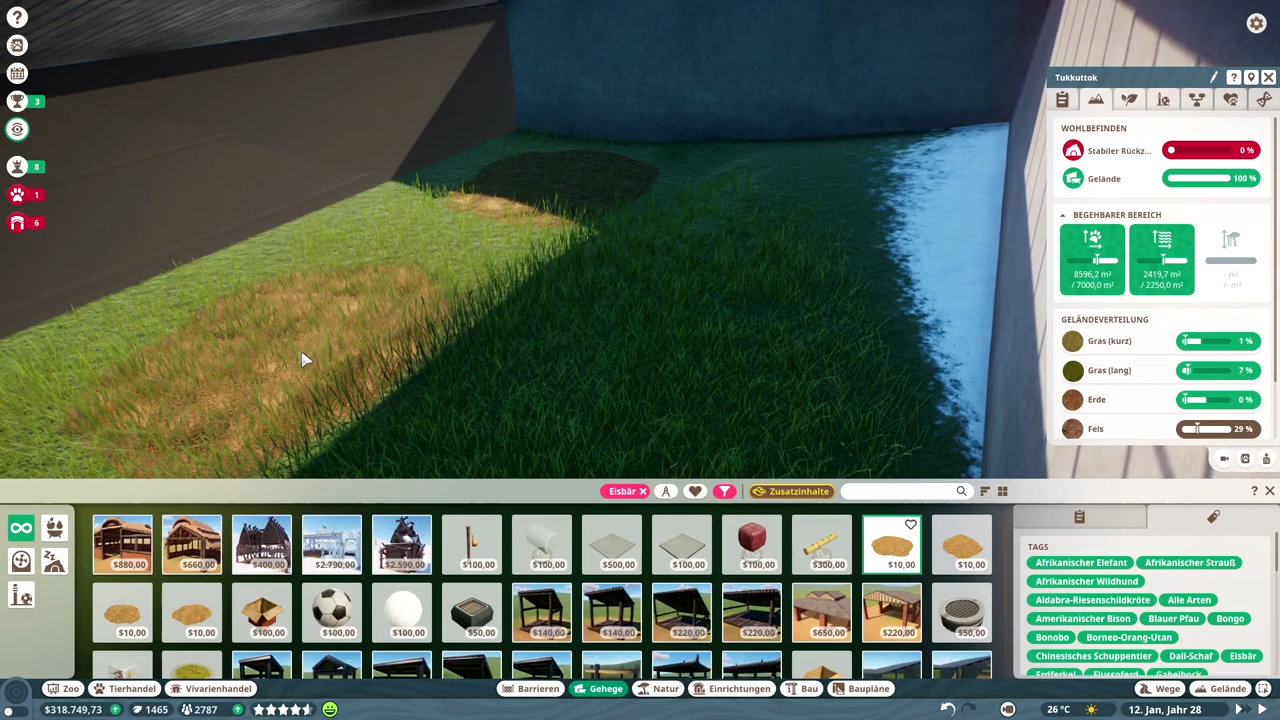 ?
3
8
1
6
Tukkuttok
?
WOHLBEFINDEN
Stabiler Rückz... 0 %
Gelände 100 %
BEGEHBARER BEREICH
8596,2 m² / 7000,0 m²
2419,7 m² / 2250,0 m²
- m² /- m²
GELÄNDEVERTEILUNG
Gras (kurz) 1 %
Gras (lang) 7 %
Erde 0 %
Fels 29 %
Eisbär Zusatzinhalte ?
$880,00 $660,00 $400,00 $2.790,00 $2.590,00 $100,00 $100,00 $500,00 $100,00 $100,00 $300,00 $10,00 $10,00
$10,00 $10,00 $100,00 $100,00 $100,00 $50,00 $140,00 $140,00 $220,00 $220,00 $650,00 $220,00 $50,00
TAGS
Afrikanischer Elefant Afrikanischer Strauß
Afrikanischer Wildhund
Aldabra-Riesenschildkröte Alle Arten
Amerikanischer Bison Blauer Pfau Bongo
Bonobo Borneo-Orang-Utan
Chinesisches Schuppentier Dall-Schaf Eisbär
Erdferkel Flusspferd Gabelbock
Zoo Tierhandel Vivarienhandel Barrieren Gehege Natur Einrichtungen Bau Baupläne Wege Gelände
$318.749,73 1465 2787 26 °C 12. Jan, Jahr 28